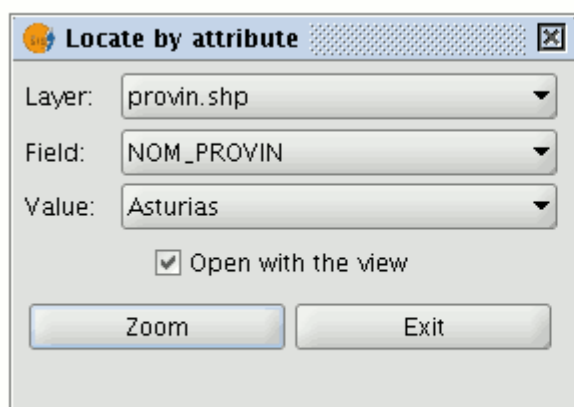 Locate by attribute
Layer: provin.shp
Field: NOM_PROVIN
Value: Asturias
Open with the view
Zoom Exit